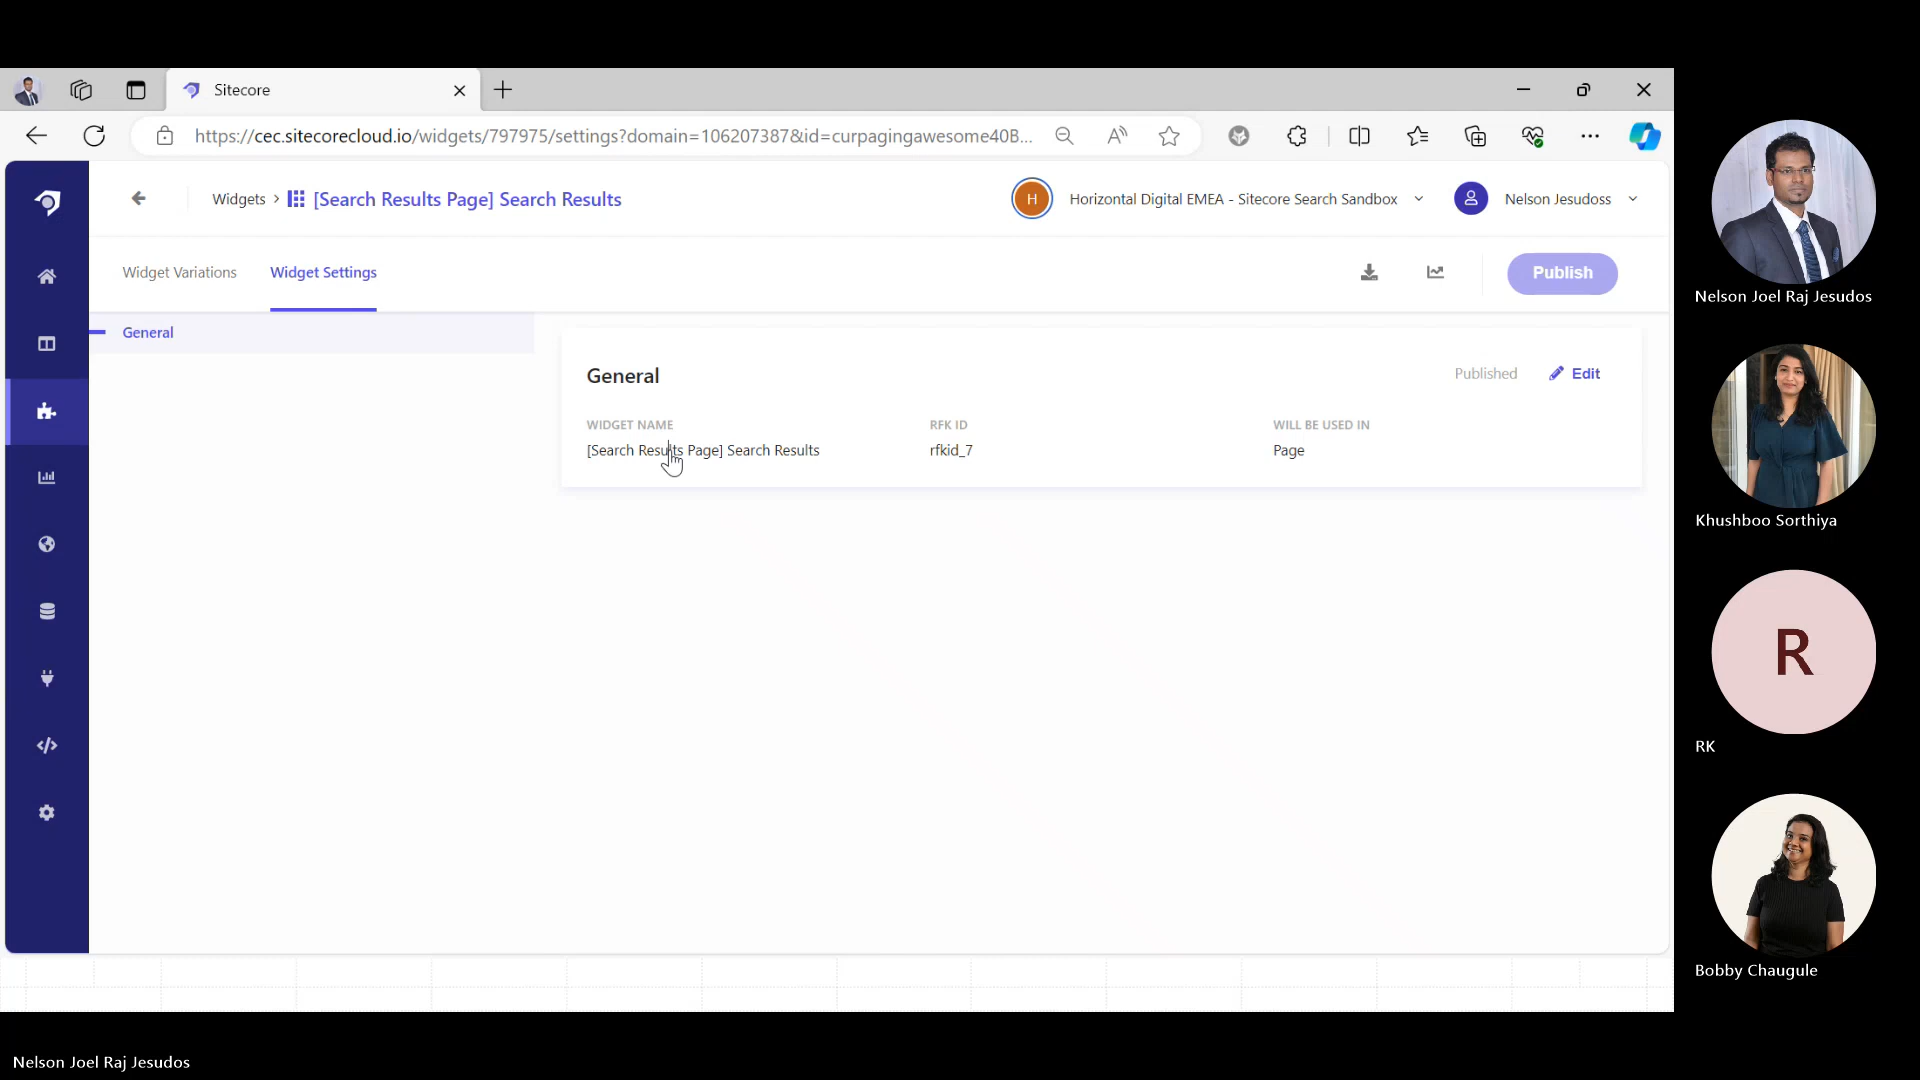 Sitecore
https://cec.sitecorecloud.io/widgets/797975/settings?domain=106207387&id=curpagingawesome40B...
Widgets > [Search Results Page] Search Results
H
Horizontal Digital EMEA - Sitecore Search Sandbox
Nelson Jesudoss
Widget Variations
Widget Settings
Publish
General
General
Published
Edit
WIDGET NAME
RFK ID
WILL BE USED IN
[Search Results Page] Search Results
rfkid_7
Page
Nelson Joel Raj Jesudos
Khushboo Sorthiya
R
RK
Bobby Chaugule
Nelson Joel Raj Jesudos